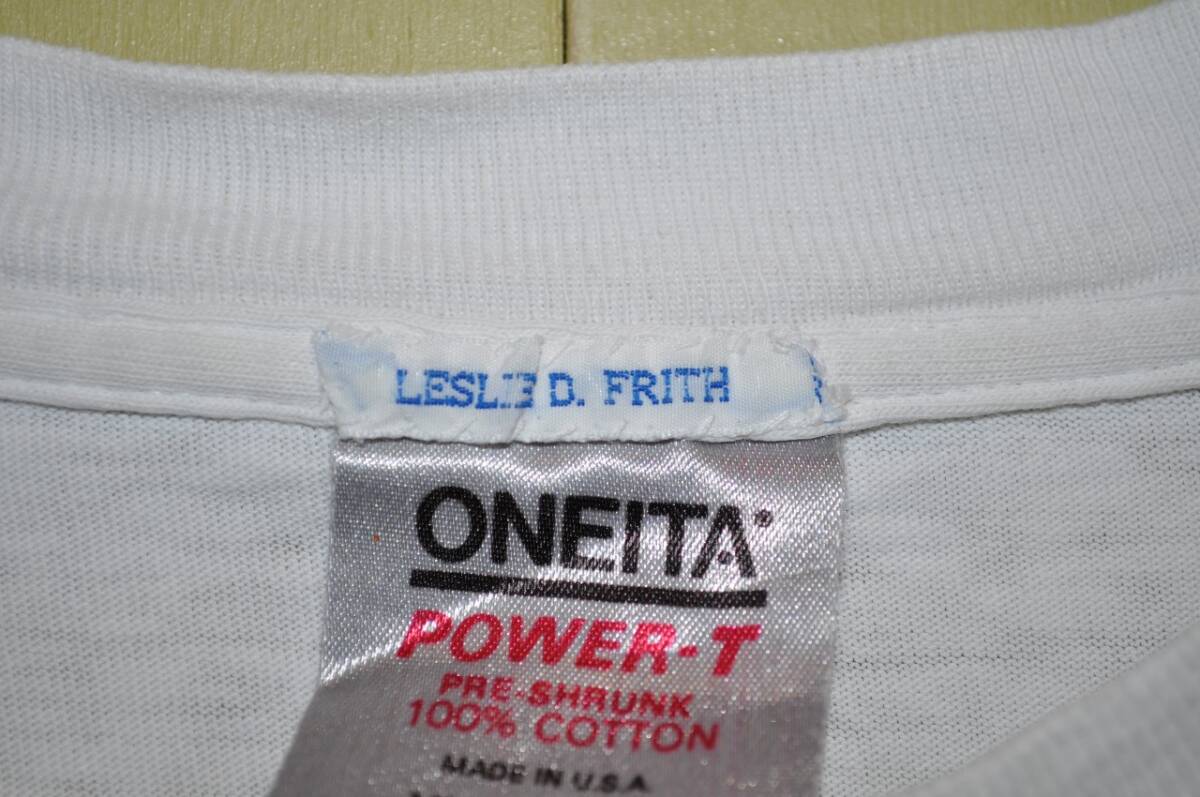 LESLIE D. FRITH
ONEITA®
POWER-T
PRE-SHRUNK
100% COTTON
MADE IN U.S.A.